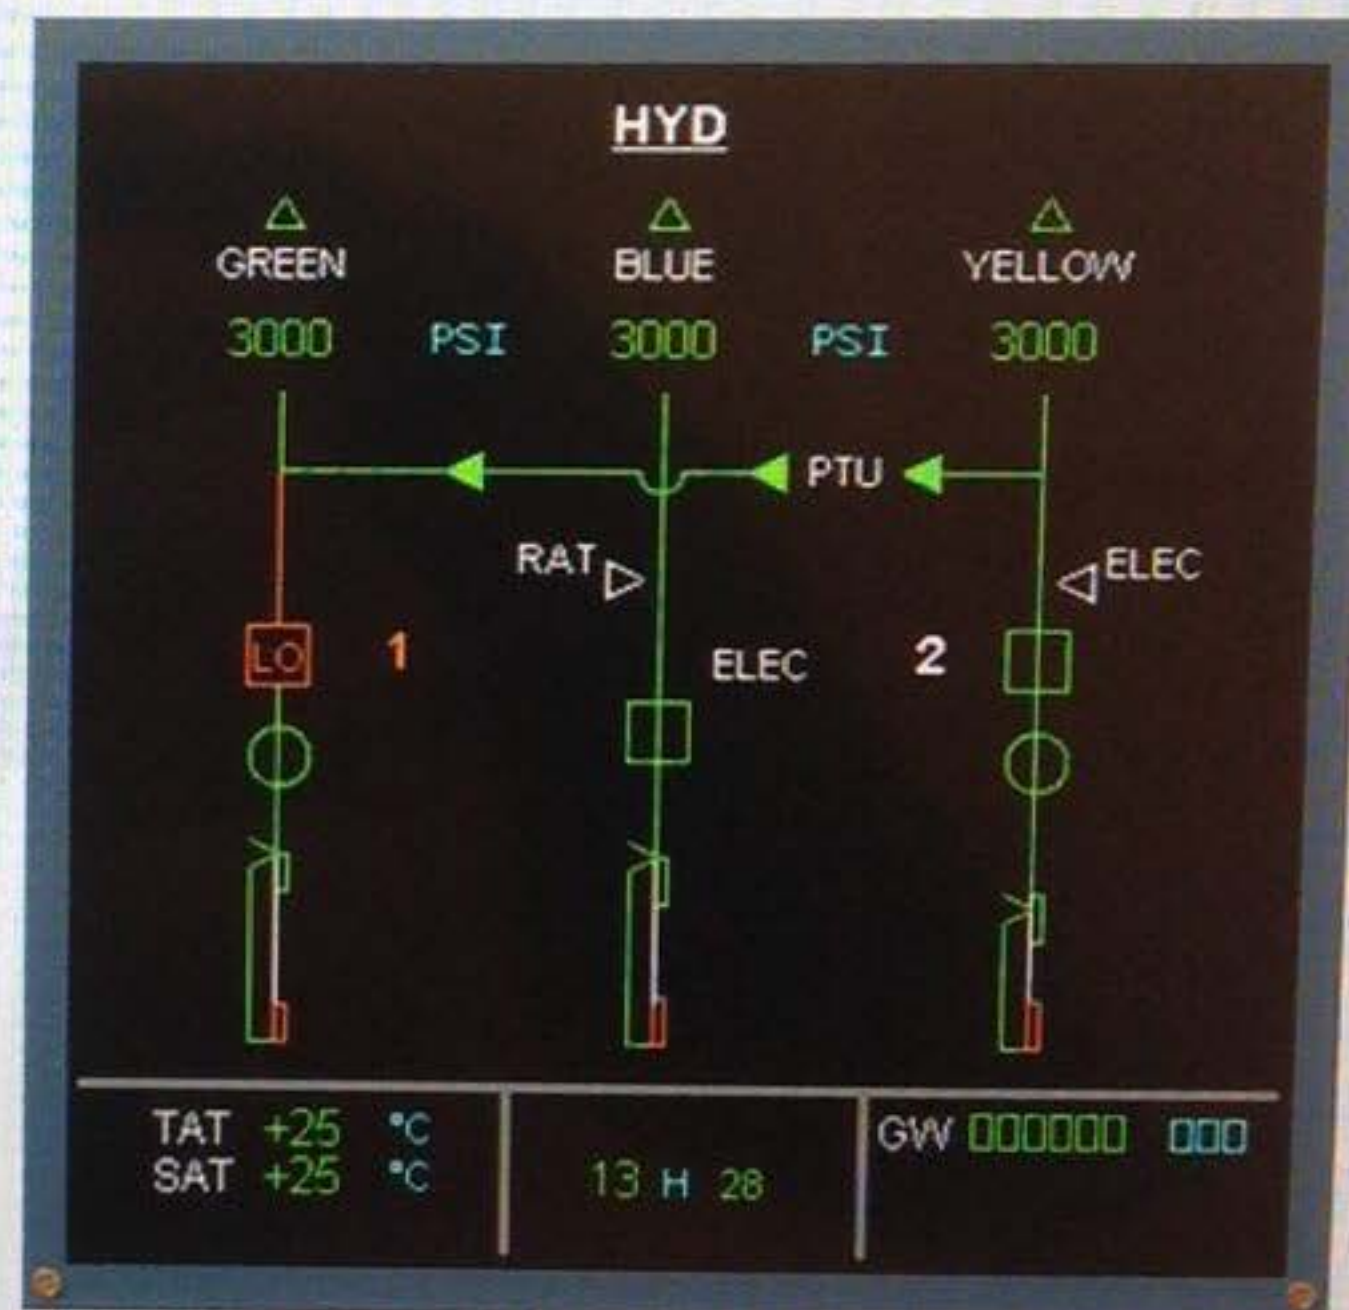 HYD
GREEN BLUE YELLOW
3000 PSI 3000 PSI 3000
PTU
RAT ELEC
LO 1 ELEC 2
TAT +25 °C
SAT +25 °C
13 H 28
GW 000000 000